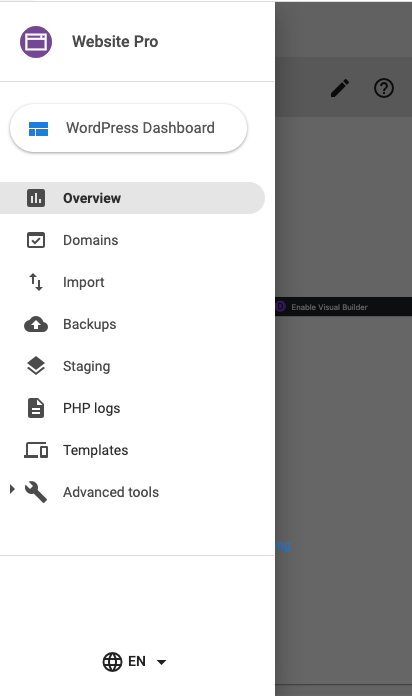 Website Pro
WordPress Dashboard
Overview
Domains
Import
Backups
Staging
PHP logs
Templates
Advanced tools
EN
Enable Visual Builder